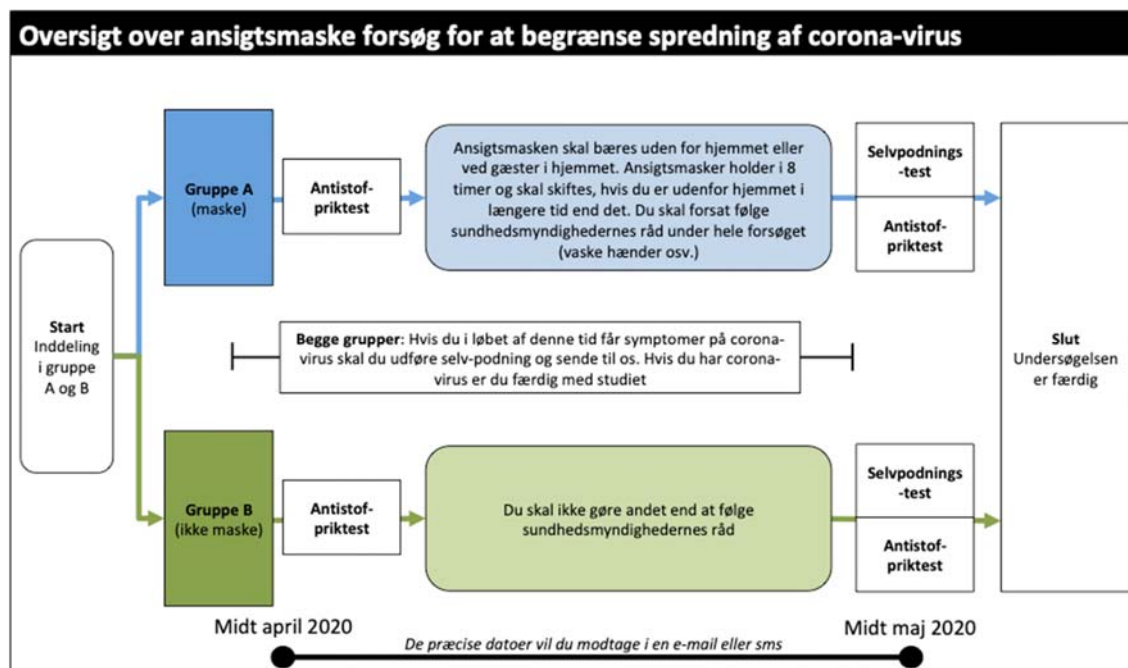 Oversigt over ansigtsmaske forsøg for at begrænse spredning af corona-virus
Start
Inddeling
i gruppe
A og B
Gruppe A
(maske)
Antistof-
priktest
Ansigtsmasken skal bæres uden for hjemmet eller
ved gæster i hjemmet. Ansigtsmasker holder i 8
timer og skal skiftes, hvis du er udenfor hjemmet i
længere tid end det. Du skal forsat følge
sundhedsmyndighedernes råd under hele forsøget
(vaske hænder osv.)
Selvpodnings
-test
Antistof-
priktest
Begge grupper: Hvis du i løbet af denne tid får symptomer på corona-
virus skal du udføre selv-podning og sende til os. Hvis du har corona-
virus er du færdig med studiet
Slut
Undersøgelsen
er færdig
Gruppe B
(ikke maske)
Antistof-
priktest
Du skal ikke gøre andet end at følge
sundhedsmyndighedernes råd
Selvpodnings
-test
Antistof-
priktest
Midt april 2020
De præcise datoer vil du modtage i en e-mail eller sms
Midt maj 2020